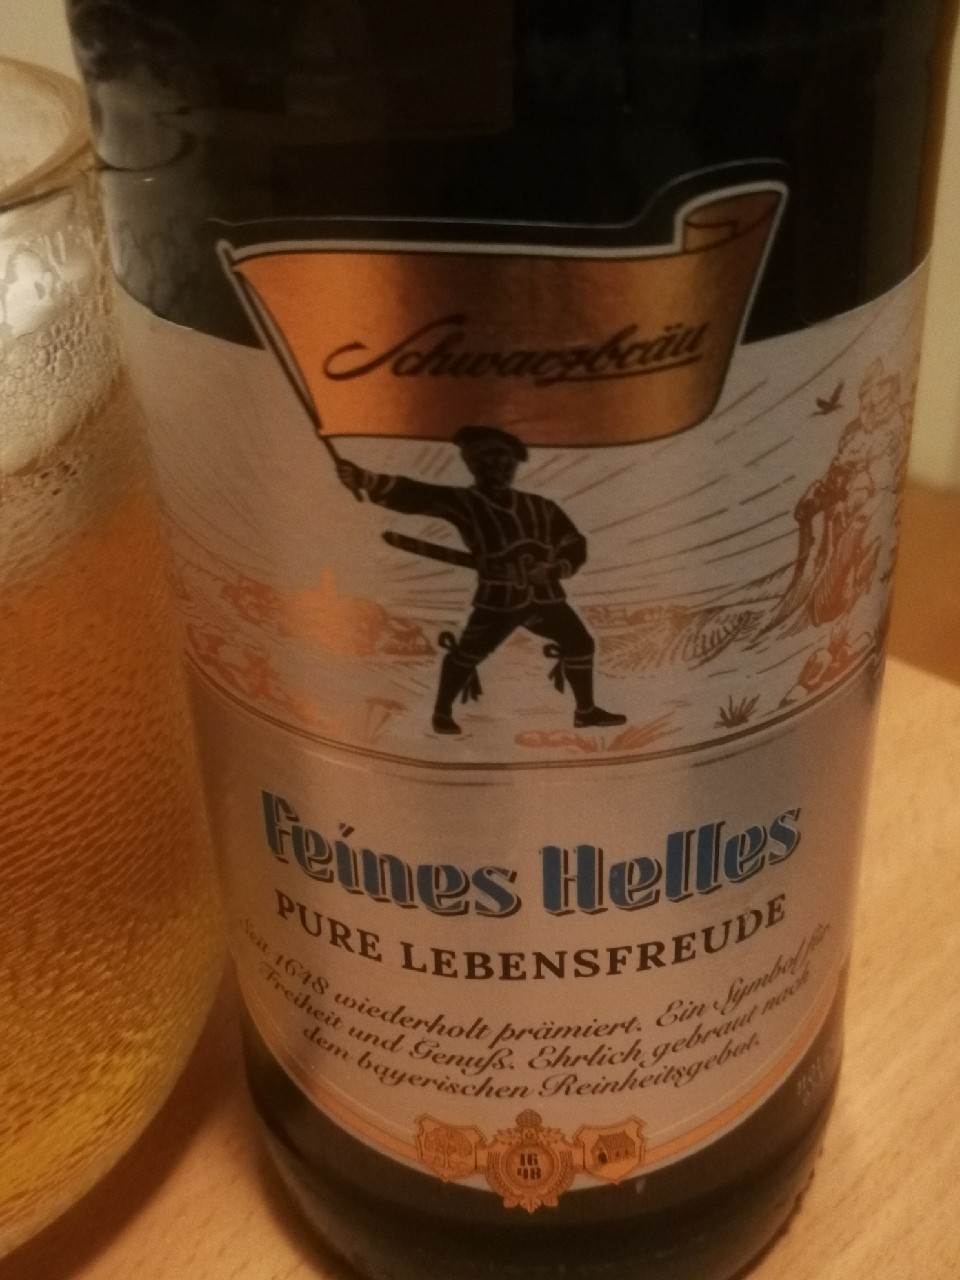 Schwarzbräu
Feines Helles
PURE LEBENSFREUDE
Seit 1648 wiederholt prämiert. Ein Symbol für
Freiheit und Genuß. Ehrlich gebraut nach
dem bayerischen Reinheitsgebot.
16
48